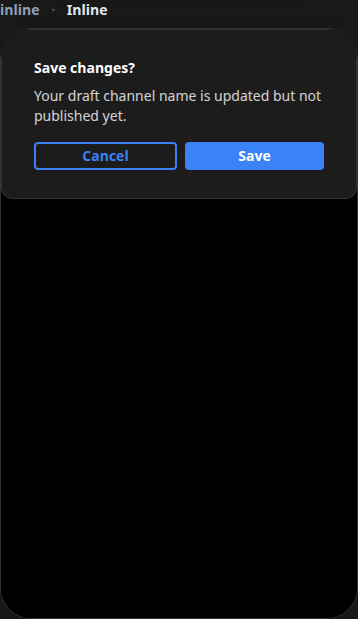 inline · Inline
Save changes?
Your draft channel name is updated but not
published yet.
Cancel Save